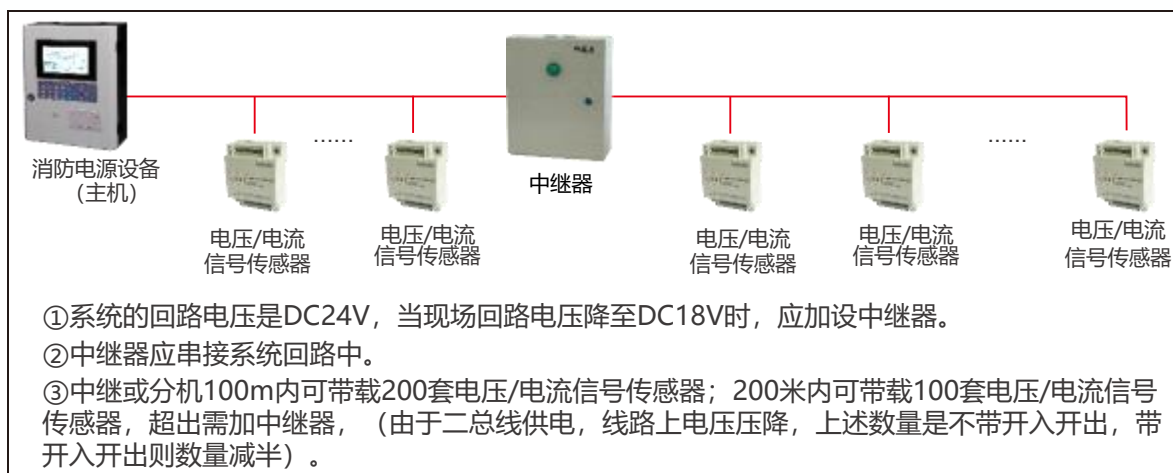 消防电源设备
（主机）
……
中继器
……
电压/电流
信号传感器
电压/电流
信号传感器
电压/电流
信号传感器
电压/电流
信号传感器
电压/电流
信号传感器
①系统的回路电压是DC24V，当现场回路电压降至DC18V时，应加设中继器。
②中继器应串接系统回路中。
③中继或分机100m内可带载200套电压/电流信号传感器；200米内可带载100套电压/电流信号
传感器，超出需加中继器，（由于二总线供电，线路上电压压降，上述数量是不带开入开出，带
开入开出则数量减半）。